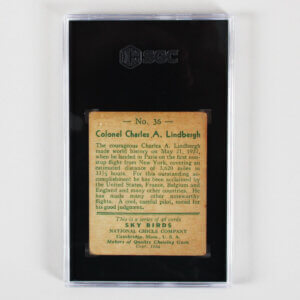 SGC
— No. 36 —
Colonel Charles A. Lindbergh
The courageous Charles A. Lindbergh
made world history on May 21, 1927,
when he landed in Paris on the first non-
stop flight from New York, covering an
estimated distance of 3,620 miles in
33½ hours. For this outstanding ac-
complishment he has been acclaimed by
the United States, France, Belgium and
England and many other countries. He
has made many other noteworthy
flights. A cool, careful pilot, noted for
his good judgment.
This is a series of 48 cards
SKY BIRDS
NATIONAL CHICLE COMPANY
Cambridge, Mass., U. S. A.
Makers of Quality Chewing Gum
Copr. 1934